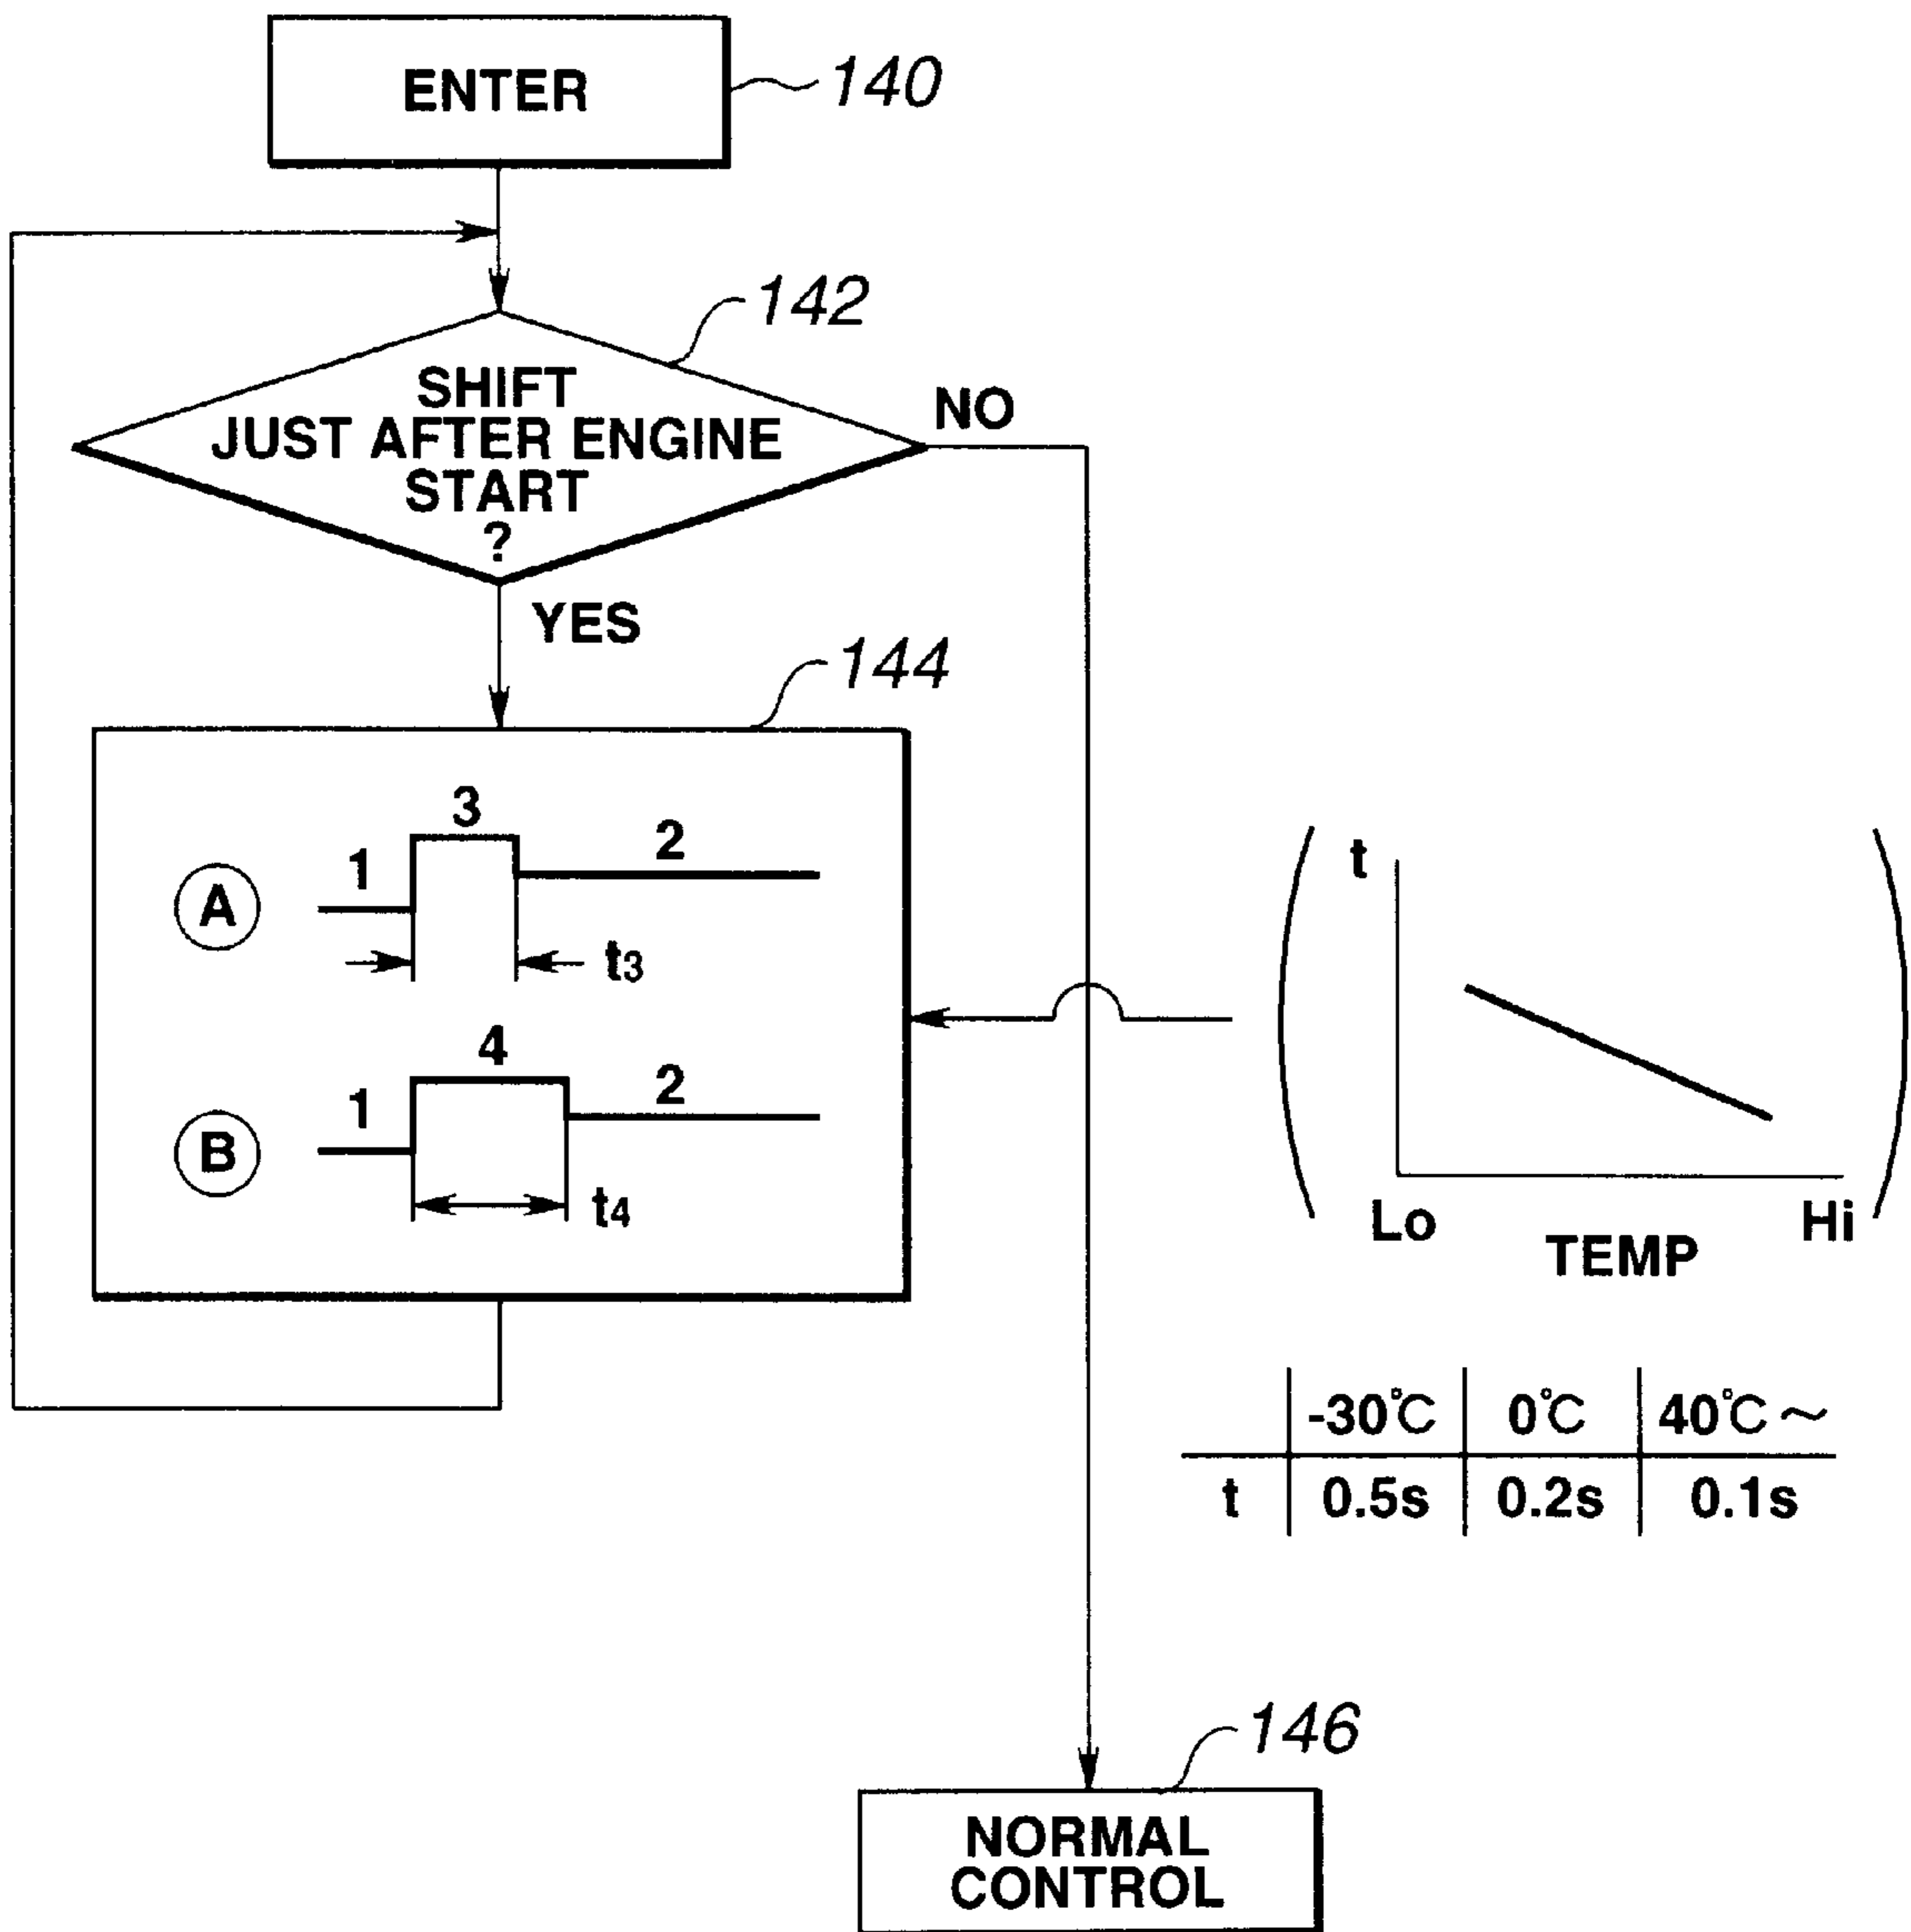 ENTER
140
142
SHIFT
JUST AFTER ENGINE
START
?
NO
YES
144
3
1
2
A
t3
4
1
2
B
t4
t
Lo
Hi
TEMP
-30°C 0°C 40°C ~
t 0.5s 0.2s 0.1s
146
NORMAL
CONTROL